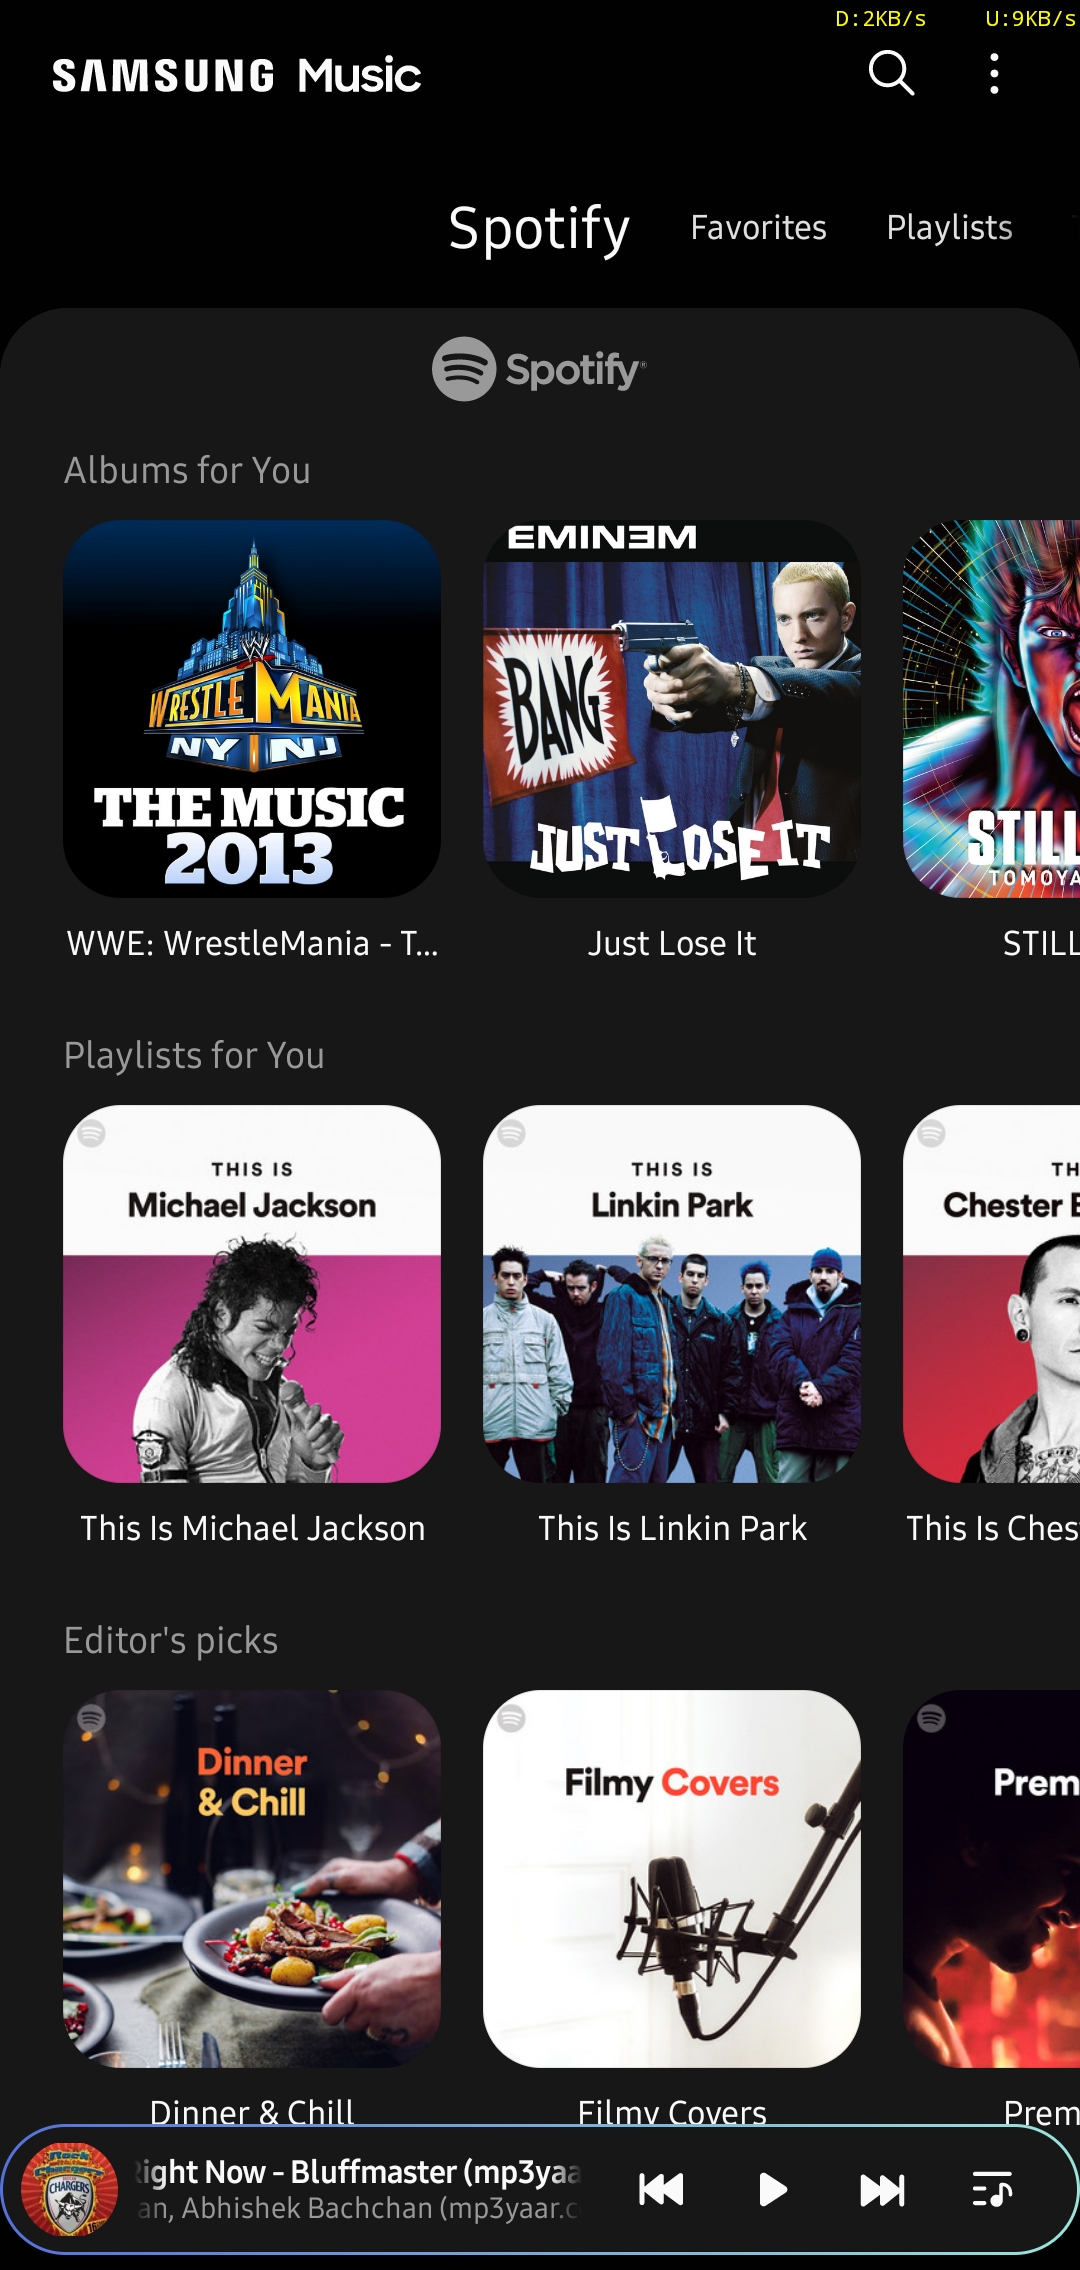 D:2KB/s U:9KB/s
SAMSUNG Music
Spotify Favorites Playlists
Spotify®
Albums for You
W
WRESTLEMANIA
NY NJ
THE MUSIC
2013
EMINEM
BANG
JUST LOSE IT
STILL
TOMOYA
WWE: WrestleMania - T...
Just Lose It
STILL
Playlists for You
THIS IS
Michael Jackson
THIS IS
Linkin Park
TH
Chester
This Is Michael Jackson
This Is Linkin Park
This Is Ches
Editor's picks
Dinner
& Chill
Filmy Covers
Prem
Dinner & Chill
Filmy Covers
Prem
Rock
CHARGERS
Right Now - Bluffmaster (mp3yaa
an, Abhishek Bachchan (mp3yaar.c